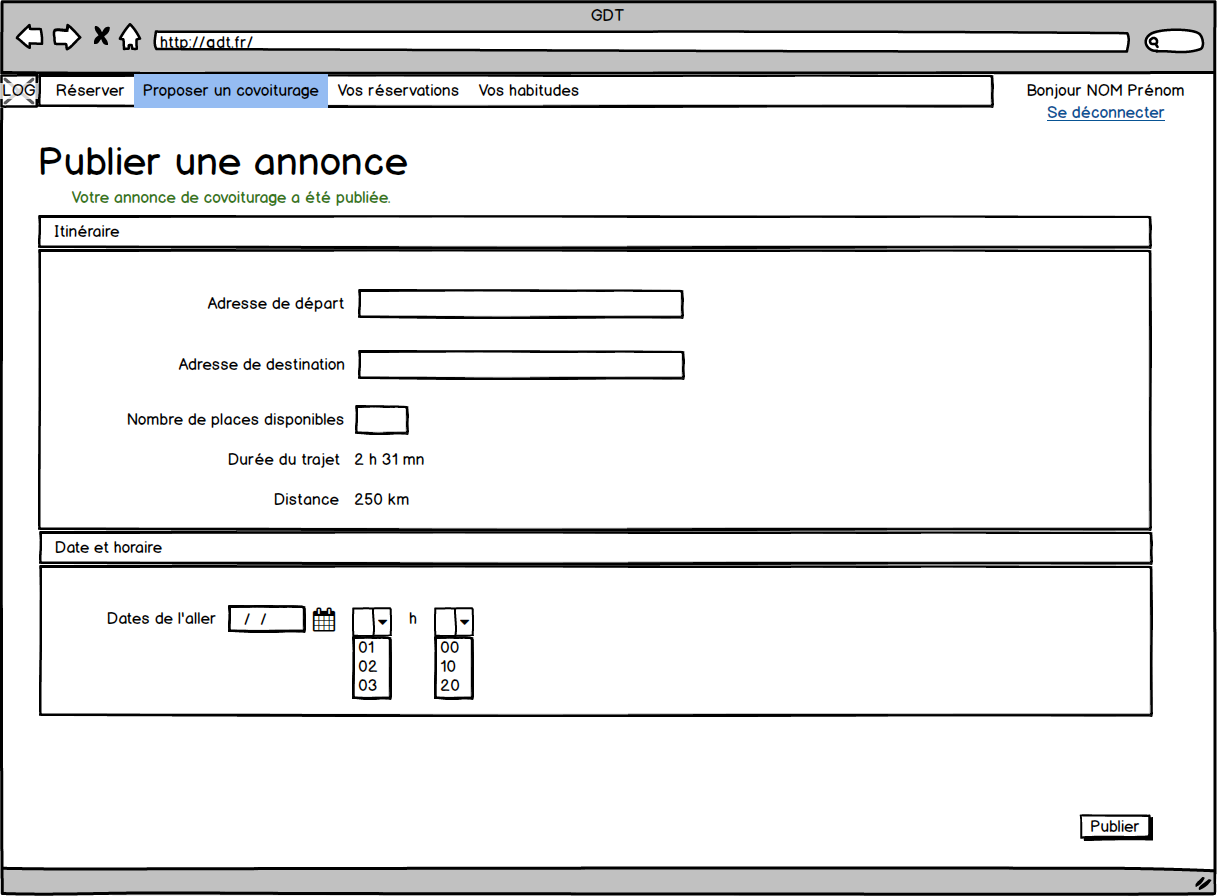 GDT
http://gdt.fr/
LOG Réserver Proposer un covoiturage Vos réservations Vos habitudes Bonjour NOM Prénom
Se déconnecter
Publier une annonce
Votre annonce de covoiturage a été publiée.
Itinéraire
Adresse de départ
Adresse de destination
Nombre de places disponibles
Durée du trajet 2 h 31 mn
Distance 250 km
Date et horaire
Dates de l'aller / / h
01 00
02 10
03 20
Publier